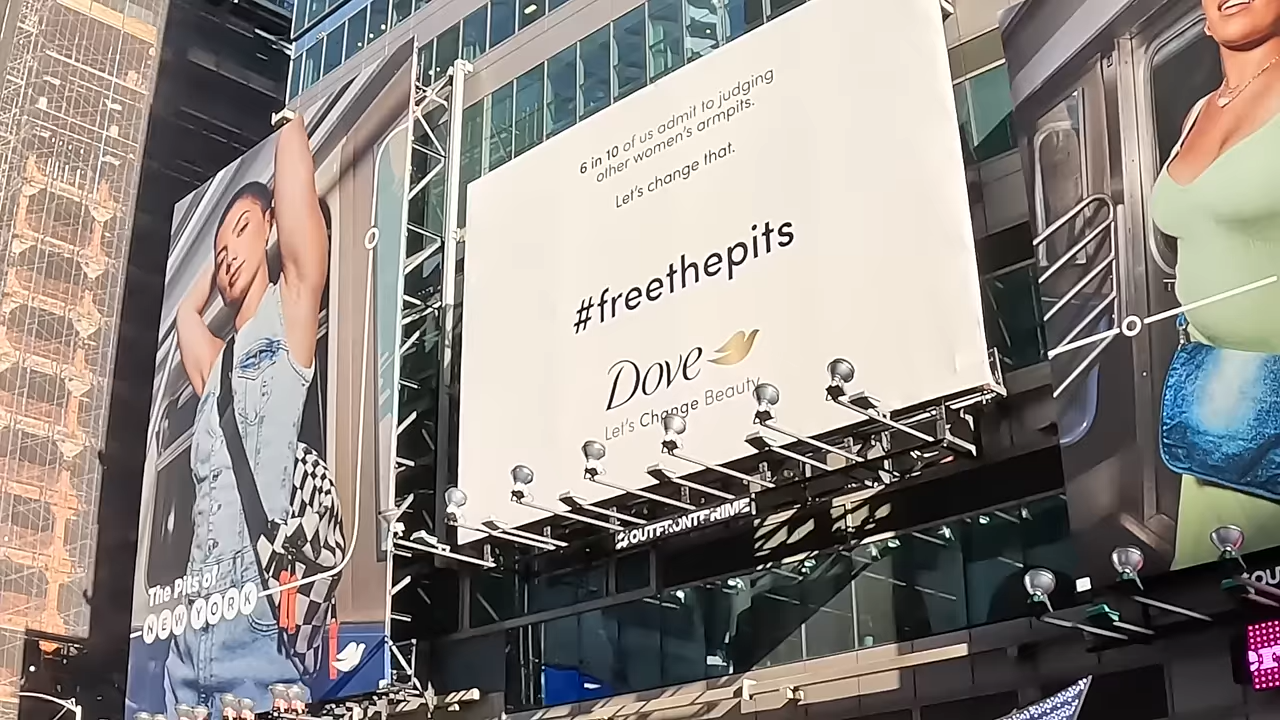 6 in 10 of us admit to judging
other women's armpits.
Let's change that.
#freethepits
Dove
Let's Change Beauty
OUTFRONT PRIME
The Pits of
NEW YORK